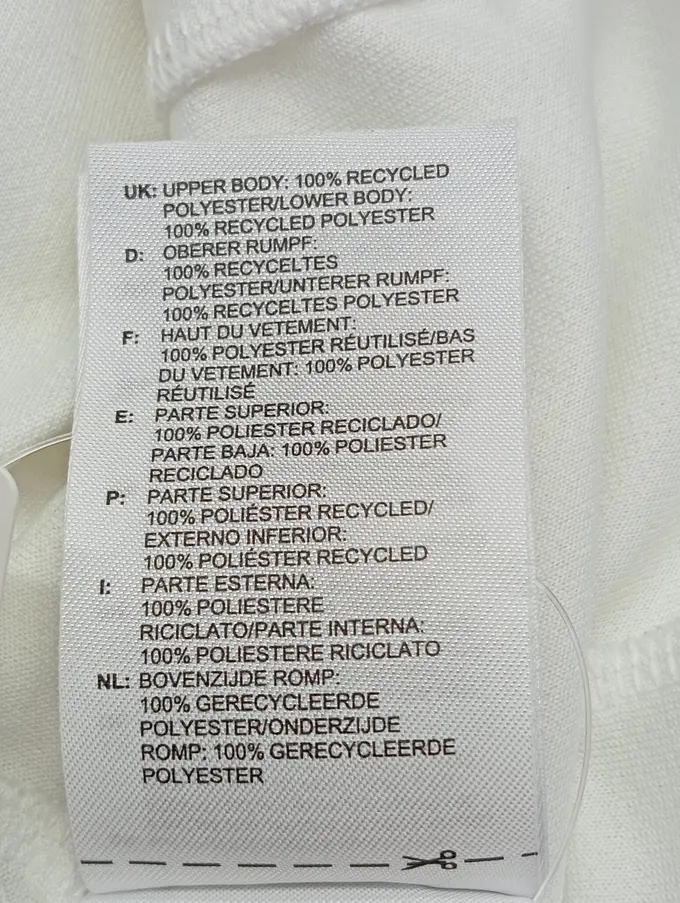 UK: UPPER BODY: 100% RECYCLED
POLYESTER/LOWER BODY:
100% RECYCLED POLYESTER
D: OBERER RUMPF:
100% RECYCELTES
POLYESTER/UNTERER RUMPF:
100% RECYCELTES POLYESTER
F: HAUT DU VETEMENT:
100% POLYESTER RÉUTILISÉ/BAS
DU VETEMENT: 100% POLYESTER
RÉUTILISÉ
E: PARTE SUPERIOR:
100% POLIESTER RECICLADO/
PARTE BAJA: 100% POLIESTER
RECICLADO
P: PARTE SUPERIOR:
100% POLIÉSTER RECYCLED/
EXTERNO INFERIOR:
100% POLIÉSTER RECYCLED
I: PARTE ESTERNA:
100% POLIESTERE
RICICLATO/PARTE INTERNA:
100% POLIESTERE RICICLATO
NL: BOVENZIJDE ROMP:
100% GERECYCLEERDE
POLYESTER/ONDERZIJDE
ROMP: 100% GERECYCLEERDE
POLYESTER